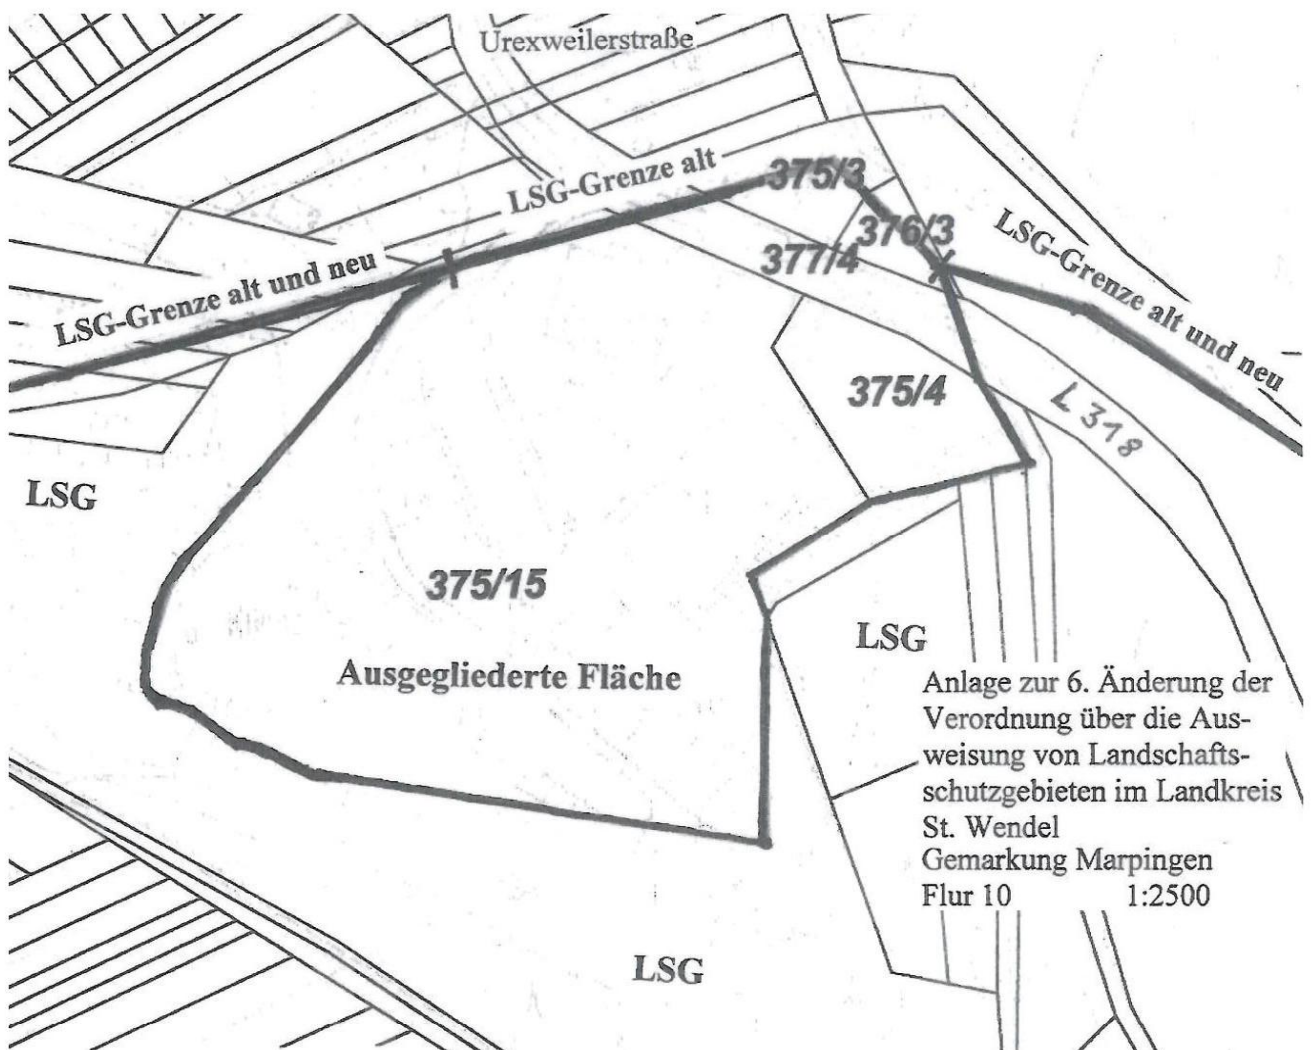 Urexweilerstraße
LSG-Grenze alt
375/3
376/3
377/4
LSG-Grenze alt und neu
LSG-Grenze alt und neu
375/4
L 318
LSG
375/15
Ausgegliederte Fläche
LSG
Anlage zur 6. Änderung der
Verordnung über die Aus-
weisung von Landschafts-
schutzgebieten im Landkreis
St. Wendel
Gemarkung Marpingen
Flur 10 1:2500
LSG